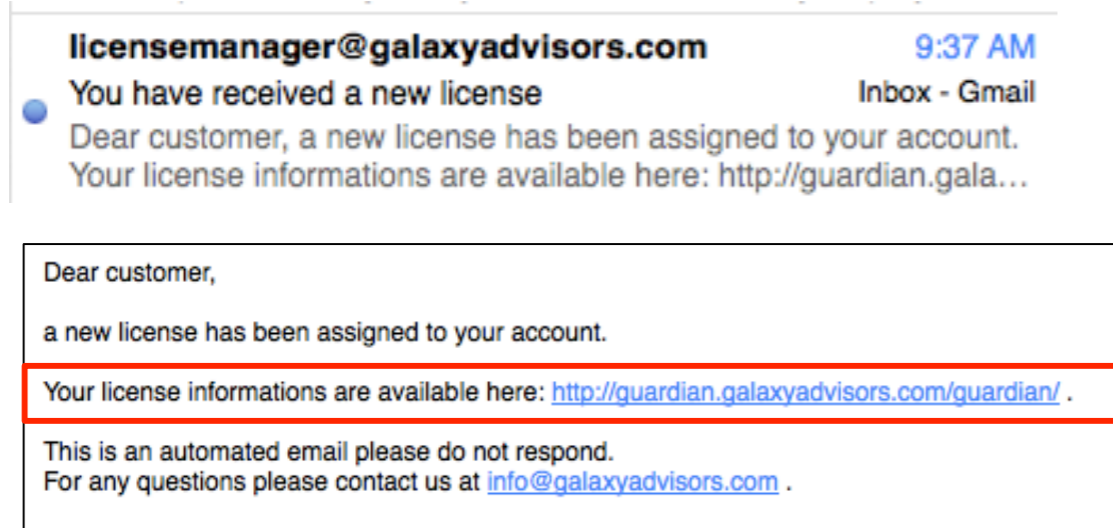 licensemanager@galaxyadvisors.com 9:37 AM
You have received a new license Inbox - Gmail
Dear customer, a new license has been assigned to your account.
Your license informations are available here: http://guardian.gala...
Dear customer,
a new license has been assigned to your account.
Your license informations are available here: http://guardian.galaxyadvisors.com/guardian/ .
This is an automated email please do not respond.
For any questions please contact us at info@galaxyadvisors.com .